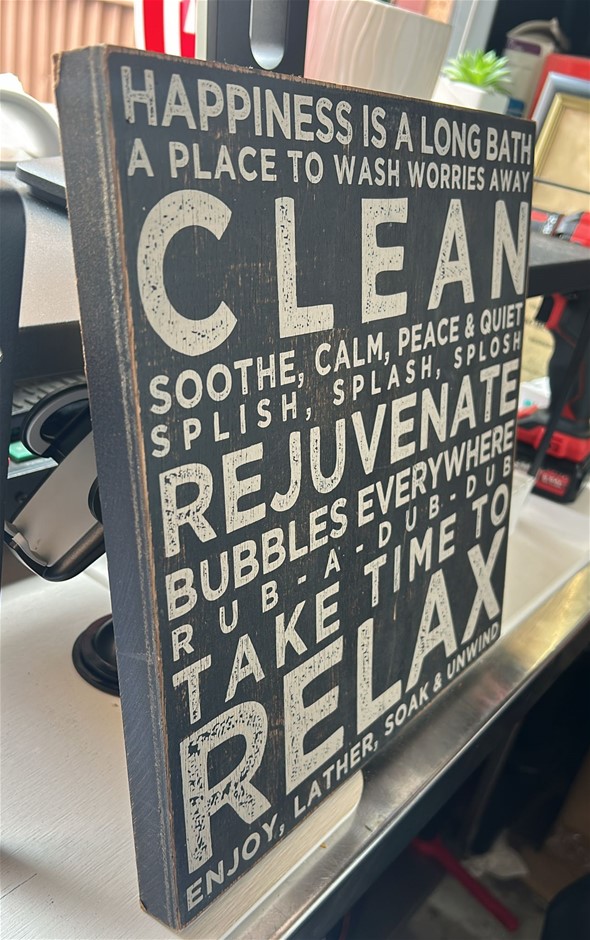 HAPPINESS IS A LONG BATH
A PLACE TO WASH WORRIES AWAY
CLEAN
SOOTHE, CALM, PEACE & QUIET
SPLISH, SPLASH, SPLOSH
REJUVENATE
BUBBLES EVERYWHERE
RUB-A-DUB-DUB
TAKE TIME TO
RELAX
ENJOY, LATHER, SOAK & UNWIND